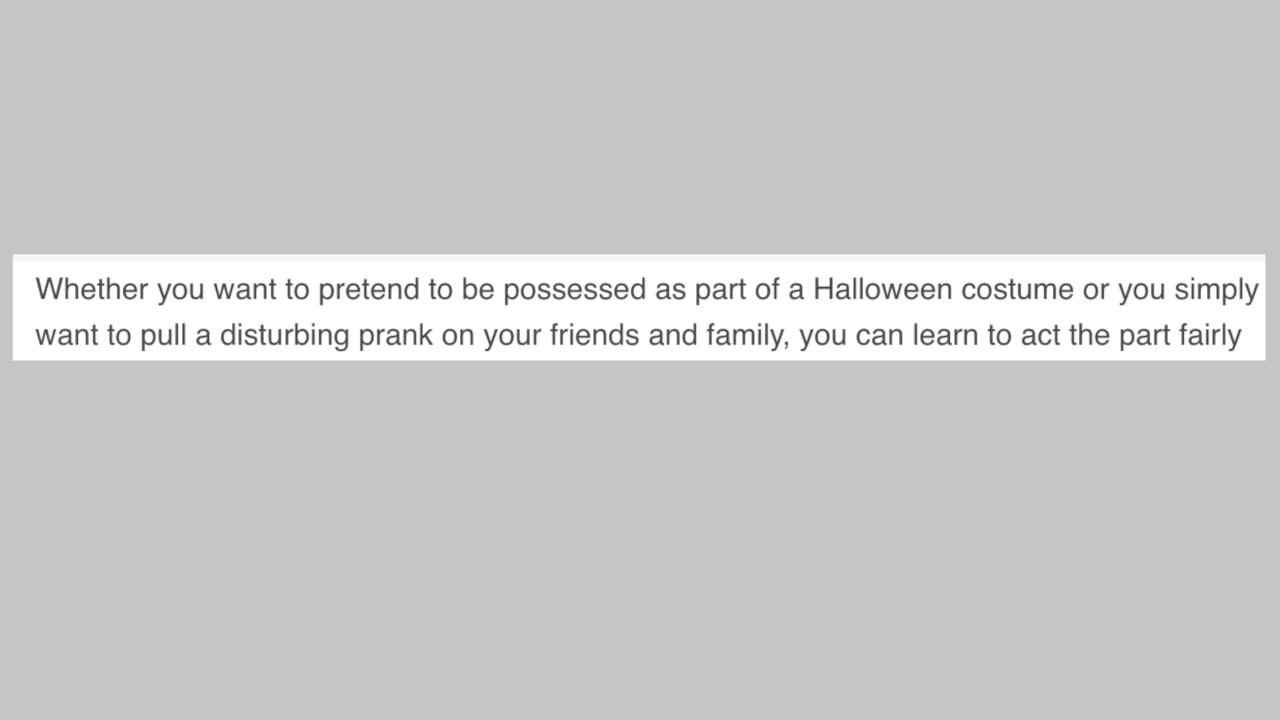 Whether you want to pretend to be possessed as part of a Halloween costume or you simply
want to pull a disturbing prank on your friends and family, you can learn to act the part fairly